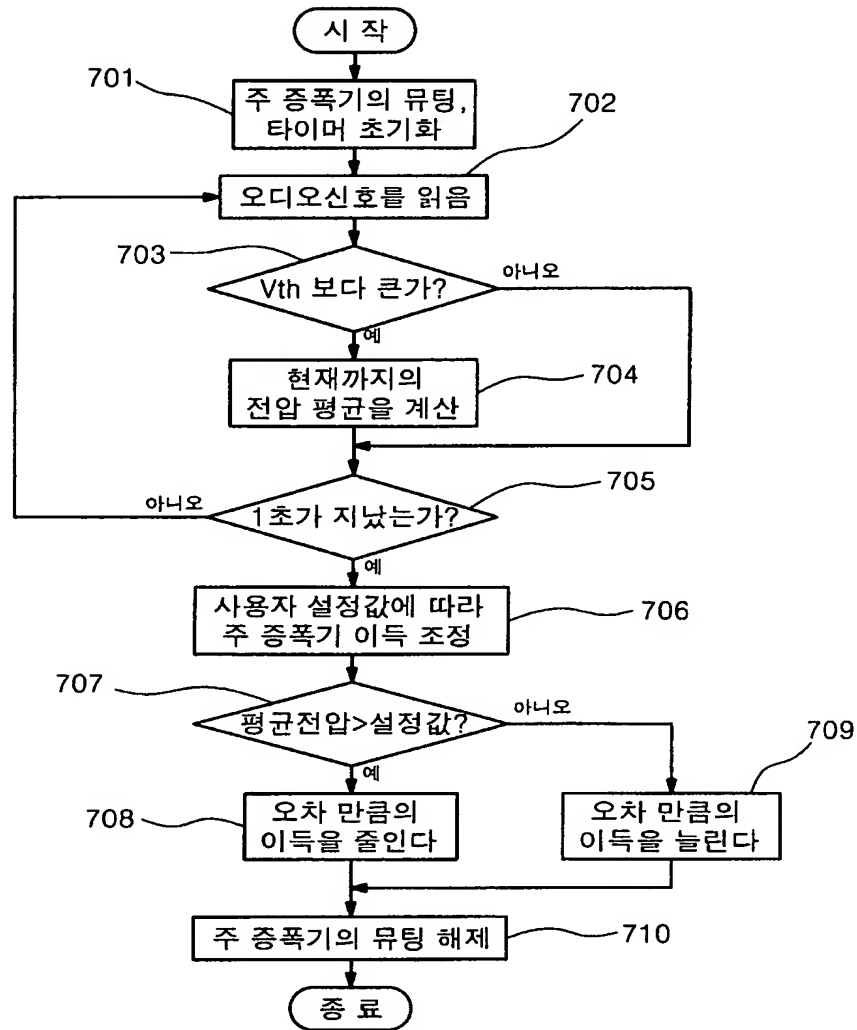 시 작
701
주 증폭기의 뮤팅,
타이머 초기화
702
오디오신호를 읽음
703
Vth 보다 큰가?
아니오
예
현재까지의
전압 평균을 계산
704
아니오
1초가 지났는가?
705
예
사용자 설정값에 따라
주 증폭기 이득 조정
706
707
평균전압>설정값?
아니오
예
708
오차 만큼의
이득을 줄인다
709
오차 만큼의
이득을 늘린다
주 증폭기의 뮤팅 해제
710
종 료